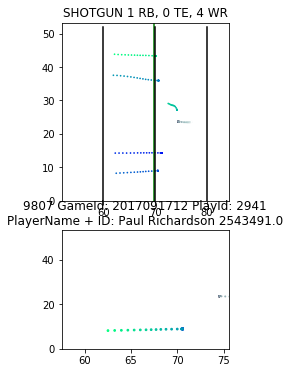 SHOTGUN 1 RB, 0 TE, 4 WR
50
40
30
20
10
0
60 70 80
9807 GameId: 2017091712 PlayId: 2941
PlayerName + ID: Paul Richardson 2543491.0
40
20
0
60 65 70 75